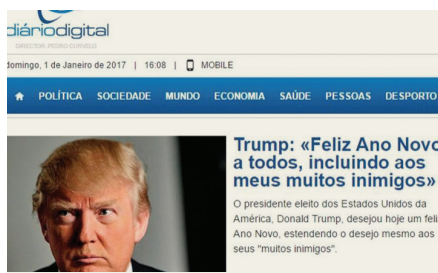 diáriodigital
DIRECTOR: PEDRO CURVELO
domingo, 1 de Janeiro de 2017 | 16:08 | MOBILE
POLÍTICA SOCIEDADE MUNDO ECONOMIA SAÚDE PESSOAS DESPORTO
Trump: «Feliz Ano Novo
a todos, incluindo aos
meus muitos inimigos»
O presidente eleito dos Estados Unidos da
América, Donald Trump, desejou hoje um feli
Ano Novo, estendendo o desejo mesmo aos
seus "muitos inimigos".